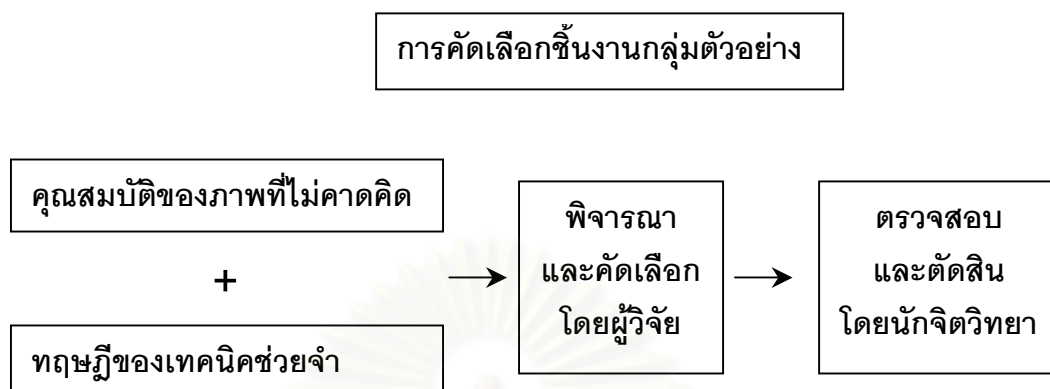 การคัดเลือกชิ้นงานกลุ่มตัวอย่าง
คุณสมบัติของภาพที่ไม่คาดคิด
+
ทฤษฎีของเทคนิคช่วยจำ
พิจารณา
และคัดเลือก
โดยผู้วิจัย
ตรวจสอบ
และตัดสิน
โดยนักจิตวิทยา